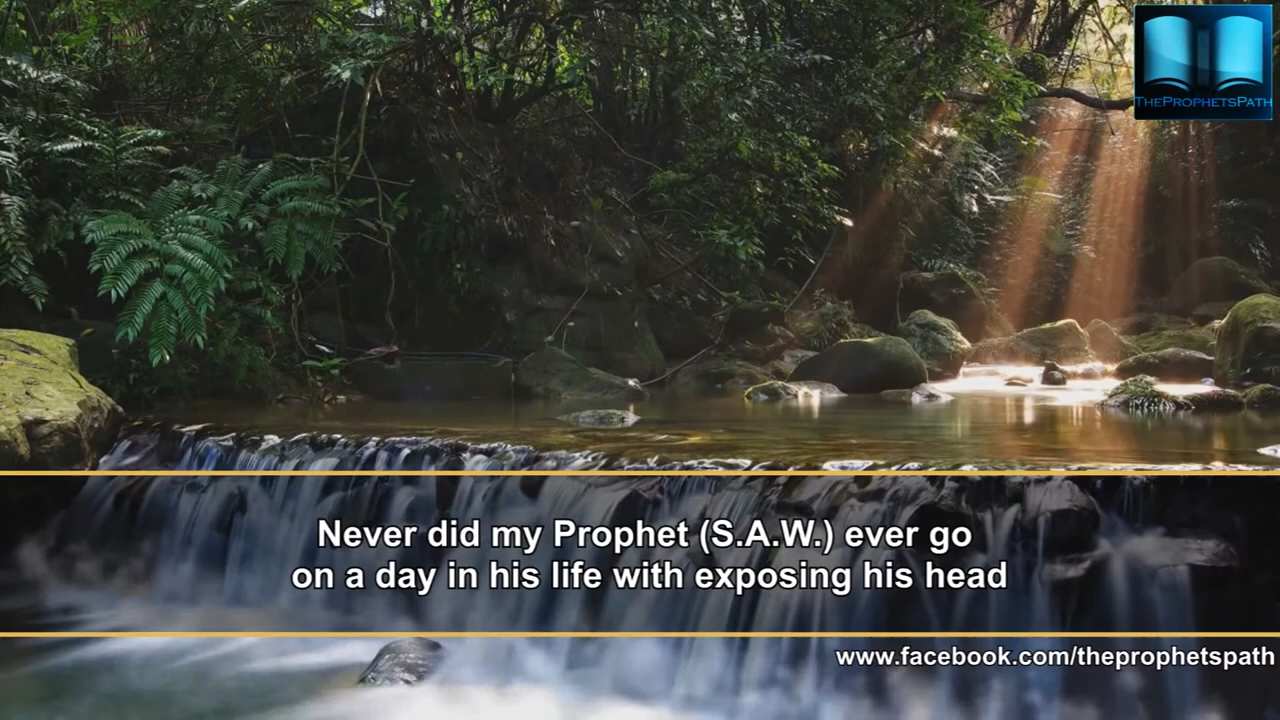 TheProphetsPath
Never did my Prophet (S.A.W.) ever go
on a day in his life with exposing his head
www.facebook.com/theprophetspath